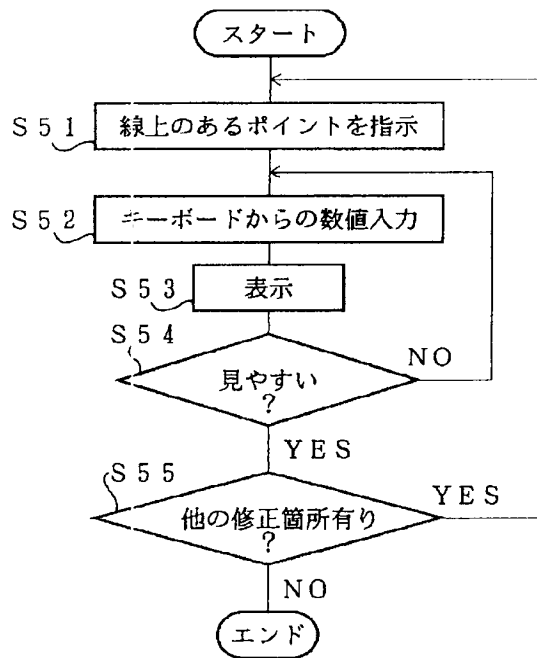 スタート
S51
線上のあるポイントを指示
S52
キーボードからの数値入力
S53
表示
S54
見やすい
?
NO
YES
S55
他の修正箇所有り
?
YES
NO
エンド